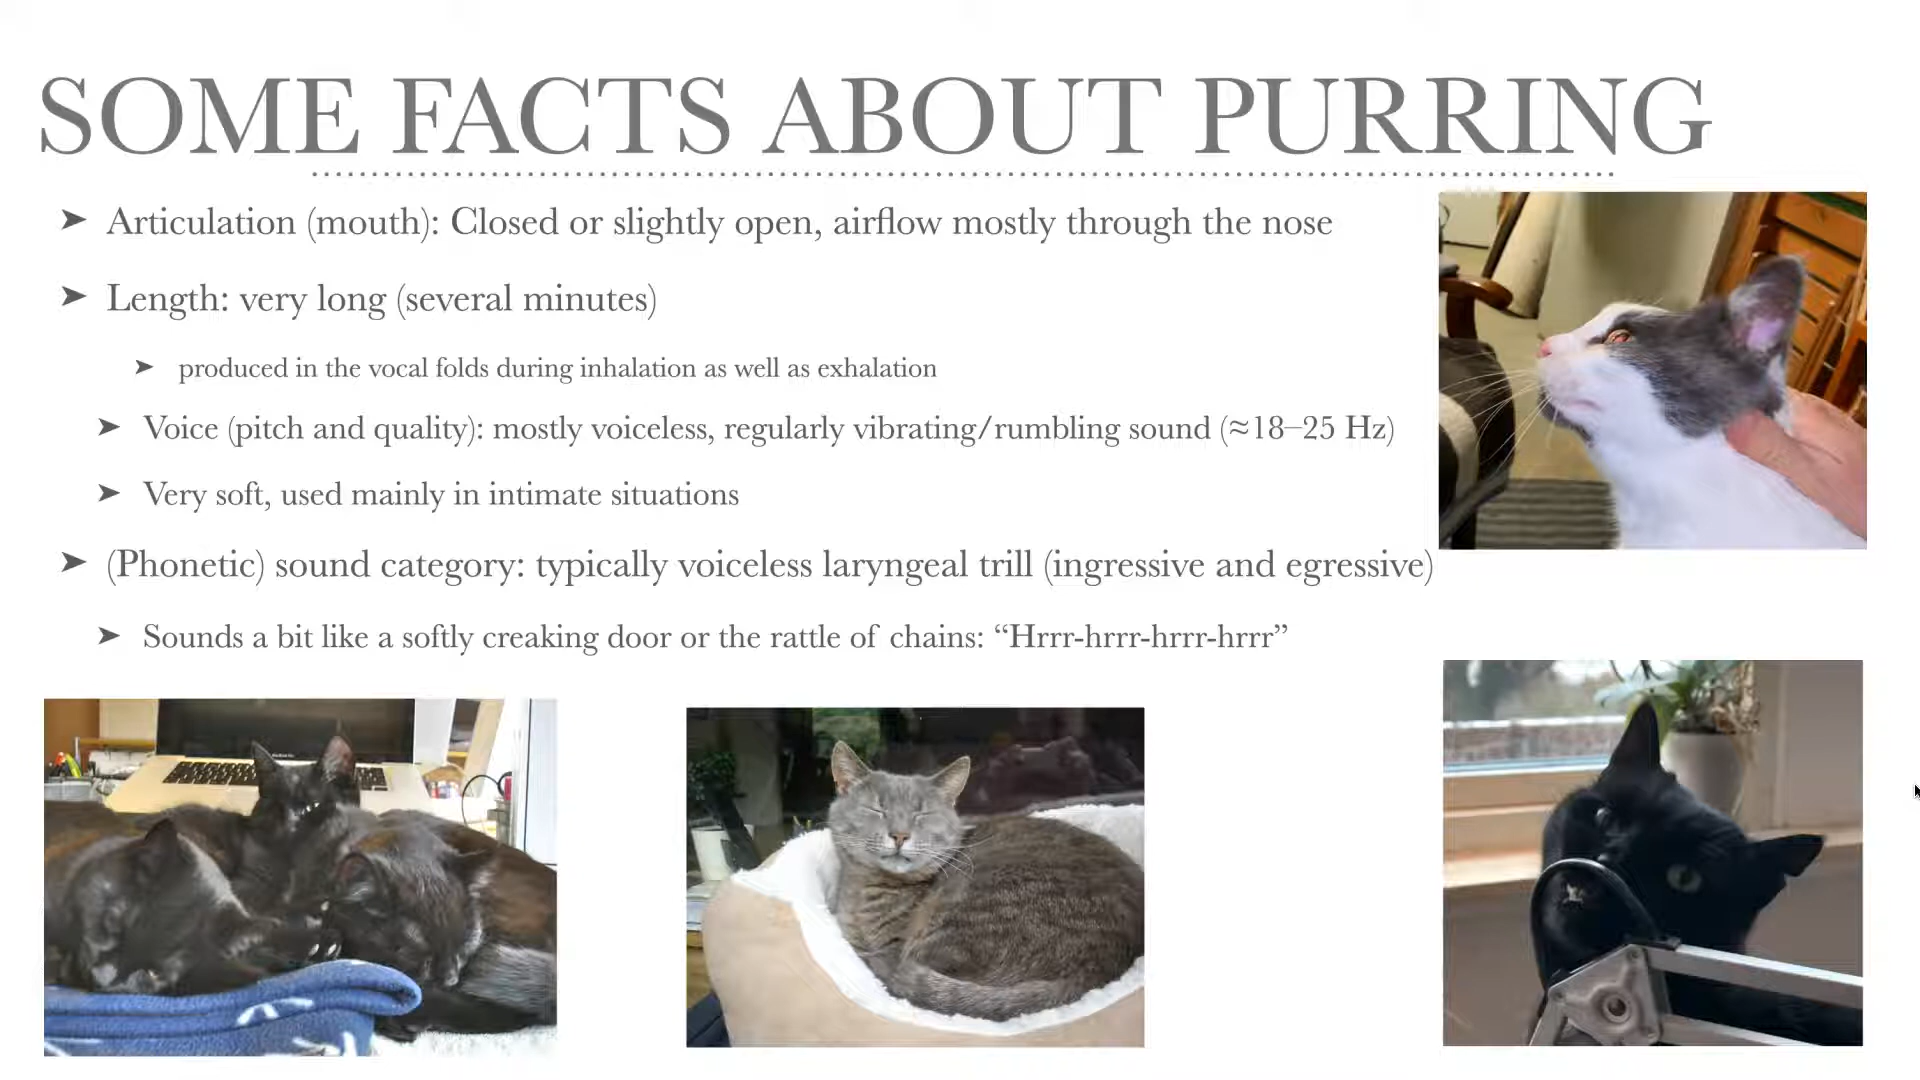 SOME FACTS ABOUT PURRING
➤ Articulation (mouth): Closed or slightly open, airflow mostly through the nose
➤ Length: very long (several minutes)
➤ produced in the vocal folds during inhalation as well as exhalation
➤ Voice (pitch and quality): mostly voiceless, regularly vibrating/rumbling sound (≈18–25 Hz)
➤ Very soft, used mainly in intimate situations
➤ (Phonetic) sound category: typically voiceless laryngeal trill (ingressive and egressive)
➤ Sounds a bit like a softly creaking door or the rattle of chains: “Hrrr-hrrr-hrrr-hrrr”